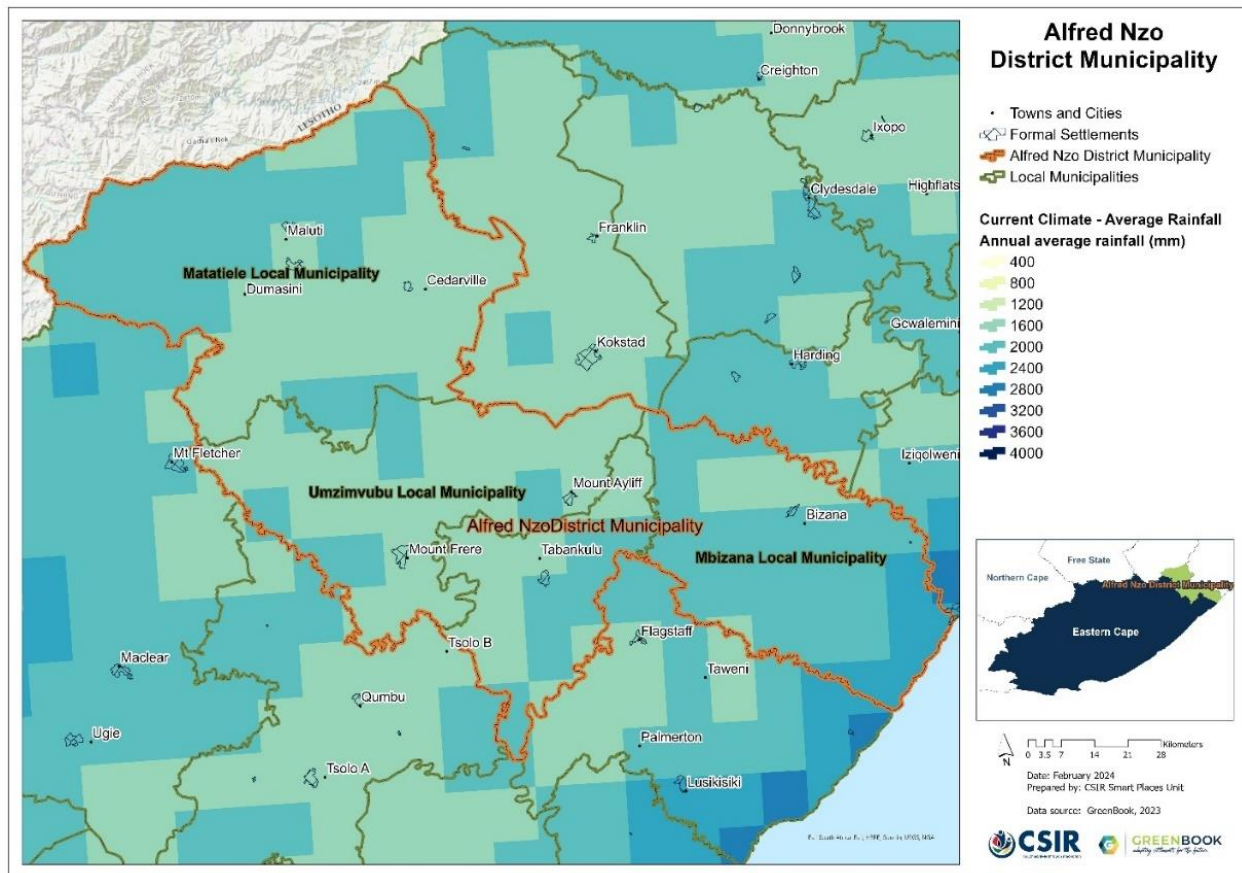 Alfred Nzo
District Municipality
Towns and Cities
Formal Settlements
Alfred Nzo District Municipality
Local Municipalities
Current Climate - Average Rainfall
Annual average rainfall (mm)
400
800
1200
1600
2000
2400
2800
3200
3600
4000
Donnybrook
Creighton
Ixopo
LESOTHO
Clydesdale
Highflats
Franklin
Maluti
Matatiele Local Municipality
Dumasini
Cedarville
Gcwalemini
Kokstad
Harding
Mt Fletcher
Iziqolweni
Umzimvubu Local Municipality
Mount Ayliff
Bizana
Alfred NzoDistrict Municipality
Mount Frere
Tabankulu
Mbizana Local Municipality
Flagstaff
Tsolo B
Maclear
Taweni
Qumbu
Ugie
Palmerton
Tsolo A
Lusikisiki
Free State
Northern Cape
Alfred Nzo District Municipality
Eastern Cape
N
0 3.5 7 14 21 28
Kilometers
Date: February 2024
Prepared by: CSIR Smart Places Unit
Data source: GreenBook, 2023
CSIR
GREENBOOK